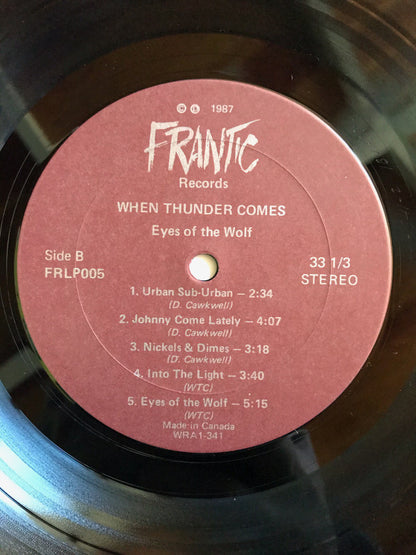 © ℗ 1987
FRANTIC
Records
WHEN THUNDER COMES
Eyes of the Wolf
Side B
FRLP005
33 1/3
STEREO
1. Urban Sub-Urban — 2:34
(D. Cawkwell)
2. Johnny Come Lately — 4:07
(D. Cawkwell)
3. Nickels & Dimes — 3:18
(D. Cawkwell)
4. Into The Light — 3:40
(WTC)
5. Eyes of the Wolf — 5:15
(WTC)
Made in Canada
WRA1-341